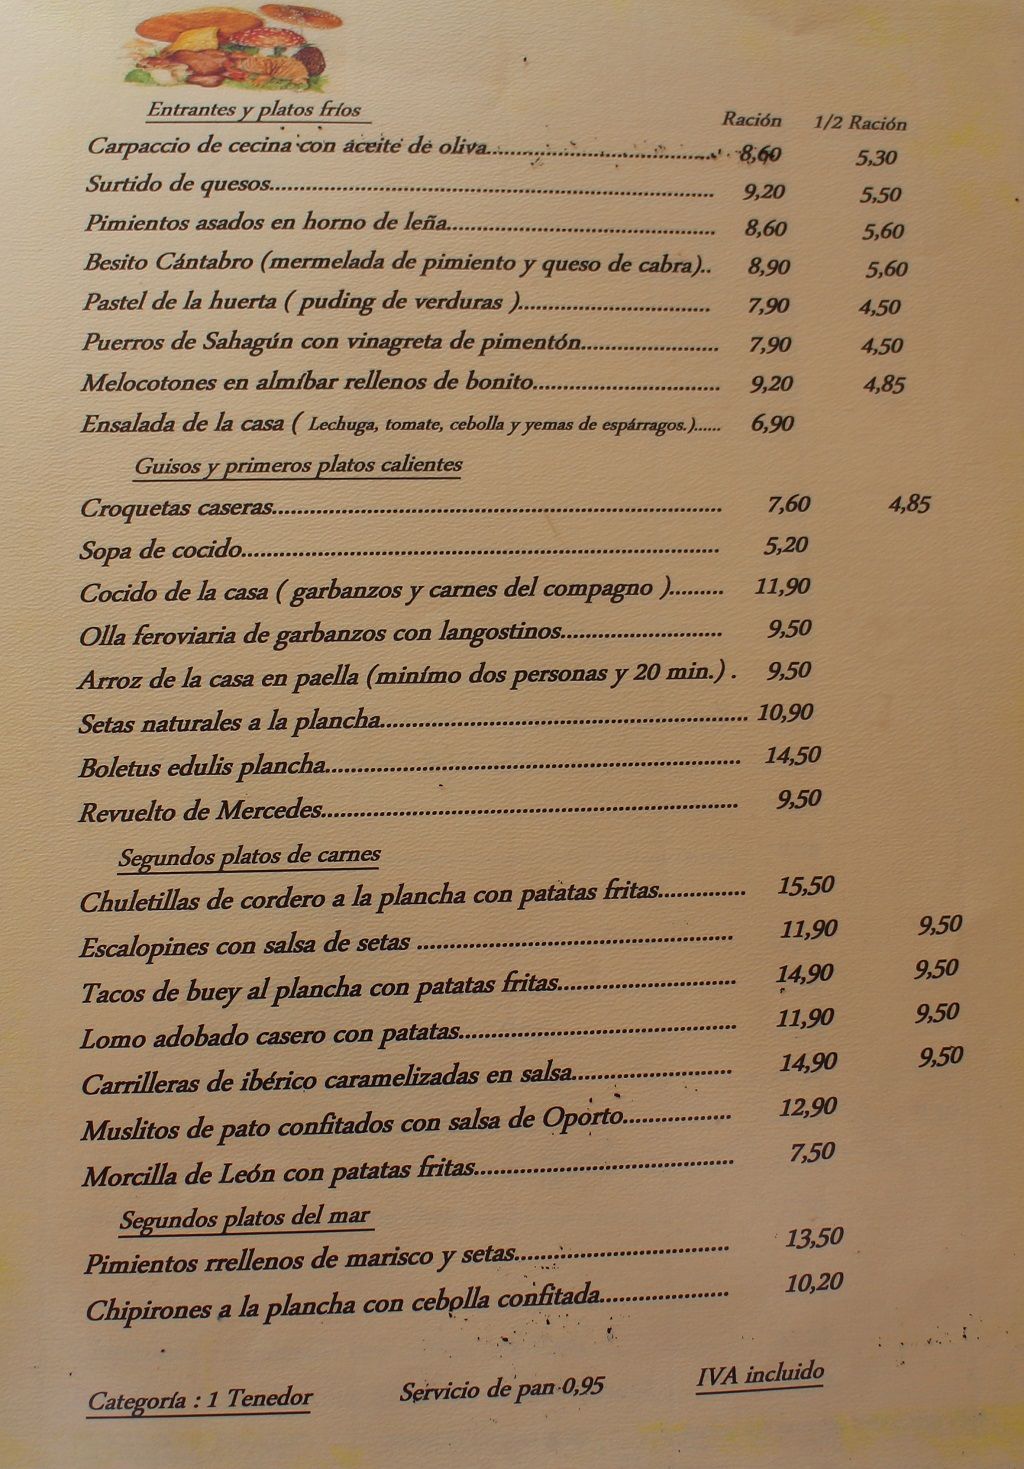 Entrantes y platos fríos
Ración 1/2 Ración
Carpaccio de cecina con aceite de oliva........................................ 8,60 5,30
Surtido de quesos...................................................................... 9,20 5,50
Pimientos asados en horno de leña.......................................... 8,60 5,60
Besito Cántabro (mermelada de pimiento y queso de cabra).. 8,90 5,60
Pastel de la huerta ( puding de verduras ).............................. 7,90 4,50
Puerros de Sahagún con vinagreta de pimentón...................... 7,90 4,50
Melocotones en almíbar rellenos de bonito.............................. 9,20 4,85
Ensalada de la casa ( Lechuga, tomate, cebolla y yemas de espárragos.)...... 6,90
Guisos y primeros platos calientes
Croquetas caseras....................................................................... 7,60 4,85
Sopa de cocido........................................................................... 5,20
Cocido de la casa ( garbanzos y carnes del compagno )......... 11,90
Olla feroviaria de garbanzos con langostinos......................... 9,50
Arroz de la casa en paella (minímo dos personas y 20 min.) . 9,50
Setas naturales a la plancha.......................................................... 10,90
Boletus edulis plancha................................................................. 14,50
Revuelto de Mercedes................................................................. 9,50
Segundos platos de carnes
Chuletillas de cordero a la plancha con patatas fritas.............. 15,50
Escalopines con salsa de setas .................................................. 11,90 9,50
Tacos de buey al plancha con patatas fritas............................ 14,90 9,50
Lomo adobado casero con patatas............................................ 11,90 9,50
Carrilleras de ibérico caramelizadas en salsa......................... 14,90 9,50
Muslitos de pato confitados con salsa de Oporto................. 12,90
Morcilla de León con patatas fritas......................................... 7,50
Segundos platos del mar
Pimientos rrellenos de marisco y setas.................................. 13,50
Chipirones a la plancha con cebolla confitada.................... 10,20
Categoría : 1 Tenedor Servicio de pan 0,95 IVA incluido